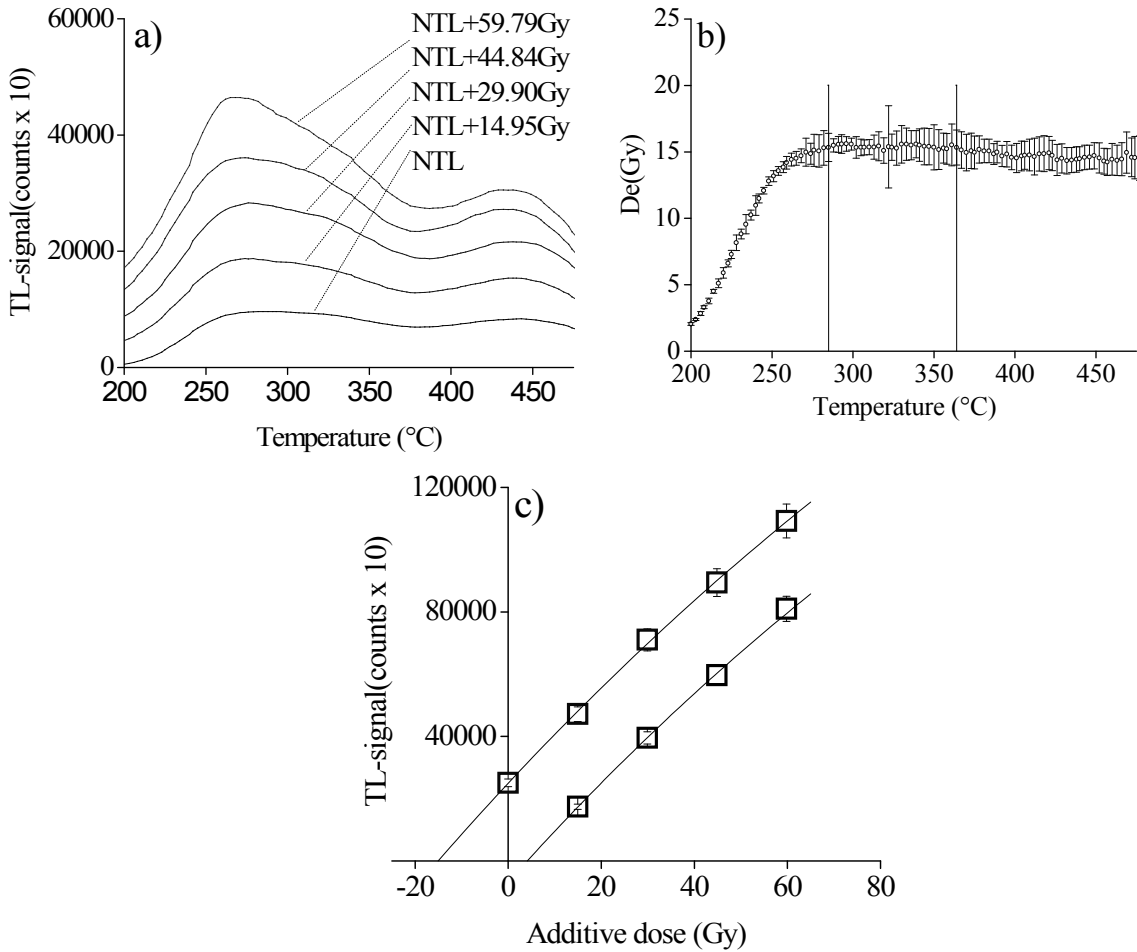 a)
60000
40000
20000
0
TL-signal(counts x 10)
NTL+59.79Gy
NTL+44.84Gy
NTL+29.90Gy
NTL+14.95Gy
NTL
200 250 300 350 400 450
Temperature (°C)
b)
25
20
15
10
5
0
De(Gy)
200 250 300 350 400 450
Temperature (°C)
c)
120000
80000
40000
TL-signal(counts x 10)
-20 0 20 40 60 80
Additive dose (Gy)